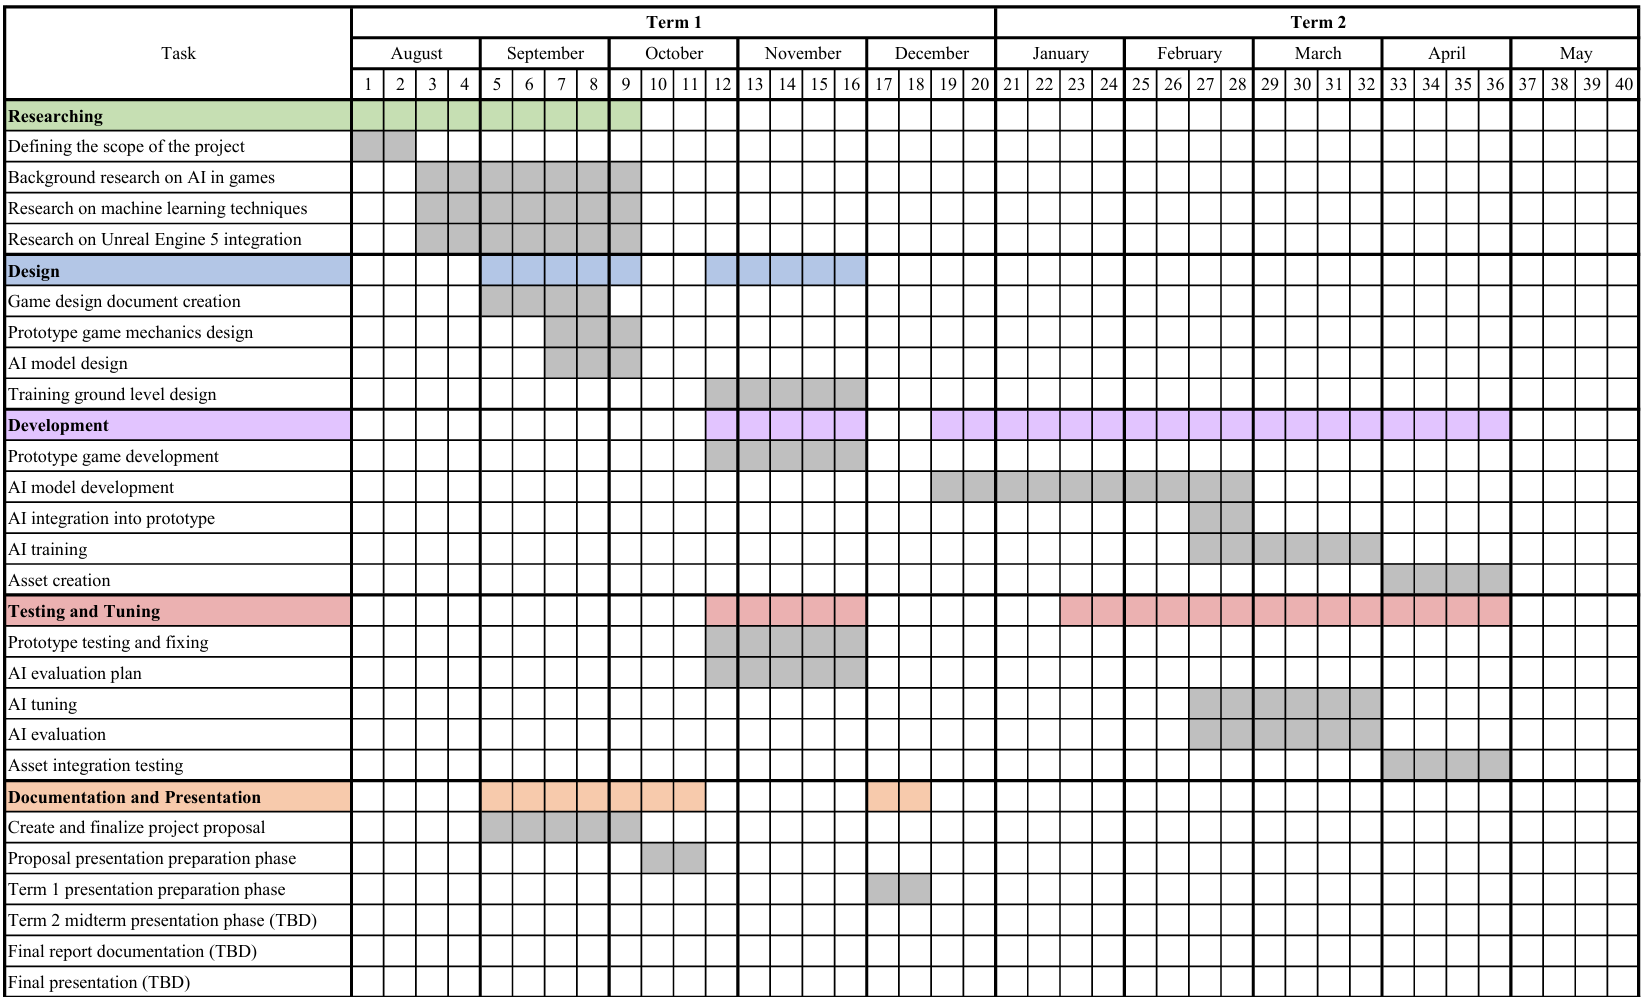 Term 1 Term 2
Task August September October November December January February March April May
1 2 3 4 5 6 7 8 9 10 11 12 13 14 15 16 17 18 19 20 21 22 23 24 25 26 27 28 29 30 31 32 33 34 35 36 37 38 39 40
Researching
Defining the scope of the project
Background research on AI in games
Research on machine learning techniques
Research on Unreal Engine 5 integration
Design
Game design document creation
Prototype game mechanics design
AI model design
Training ground level design
Development
Prototype game development
AI model development
AI integration into prototype
AI training
Asset creation
Testing and Tuning
Prototype testing and fixing
AI evaluation plan
AI tuning
AI evaluation
Asset integration testing
Documentation and Presentation
Create and finalize project proposal
Proposal presentation preparation phase
Term 1 presentation preparation phase
Term 2 midterm presentation phase (TBD)
Final report documentation (TBD)
Final presentation (TBD)